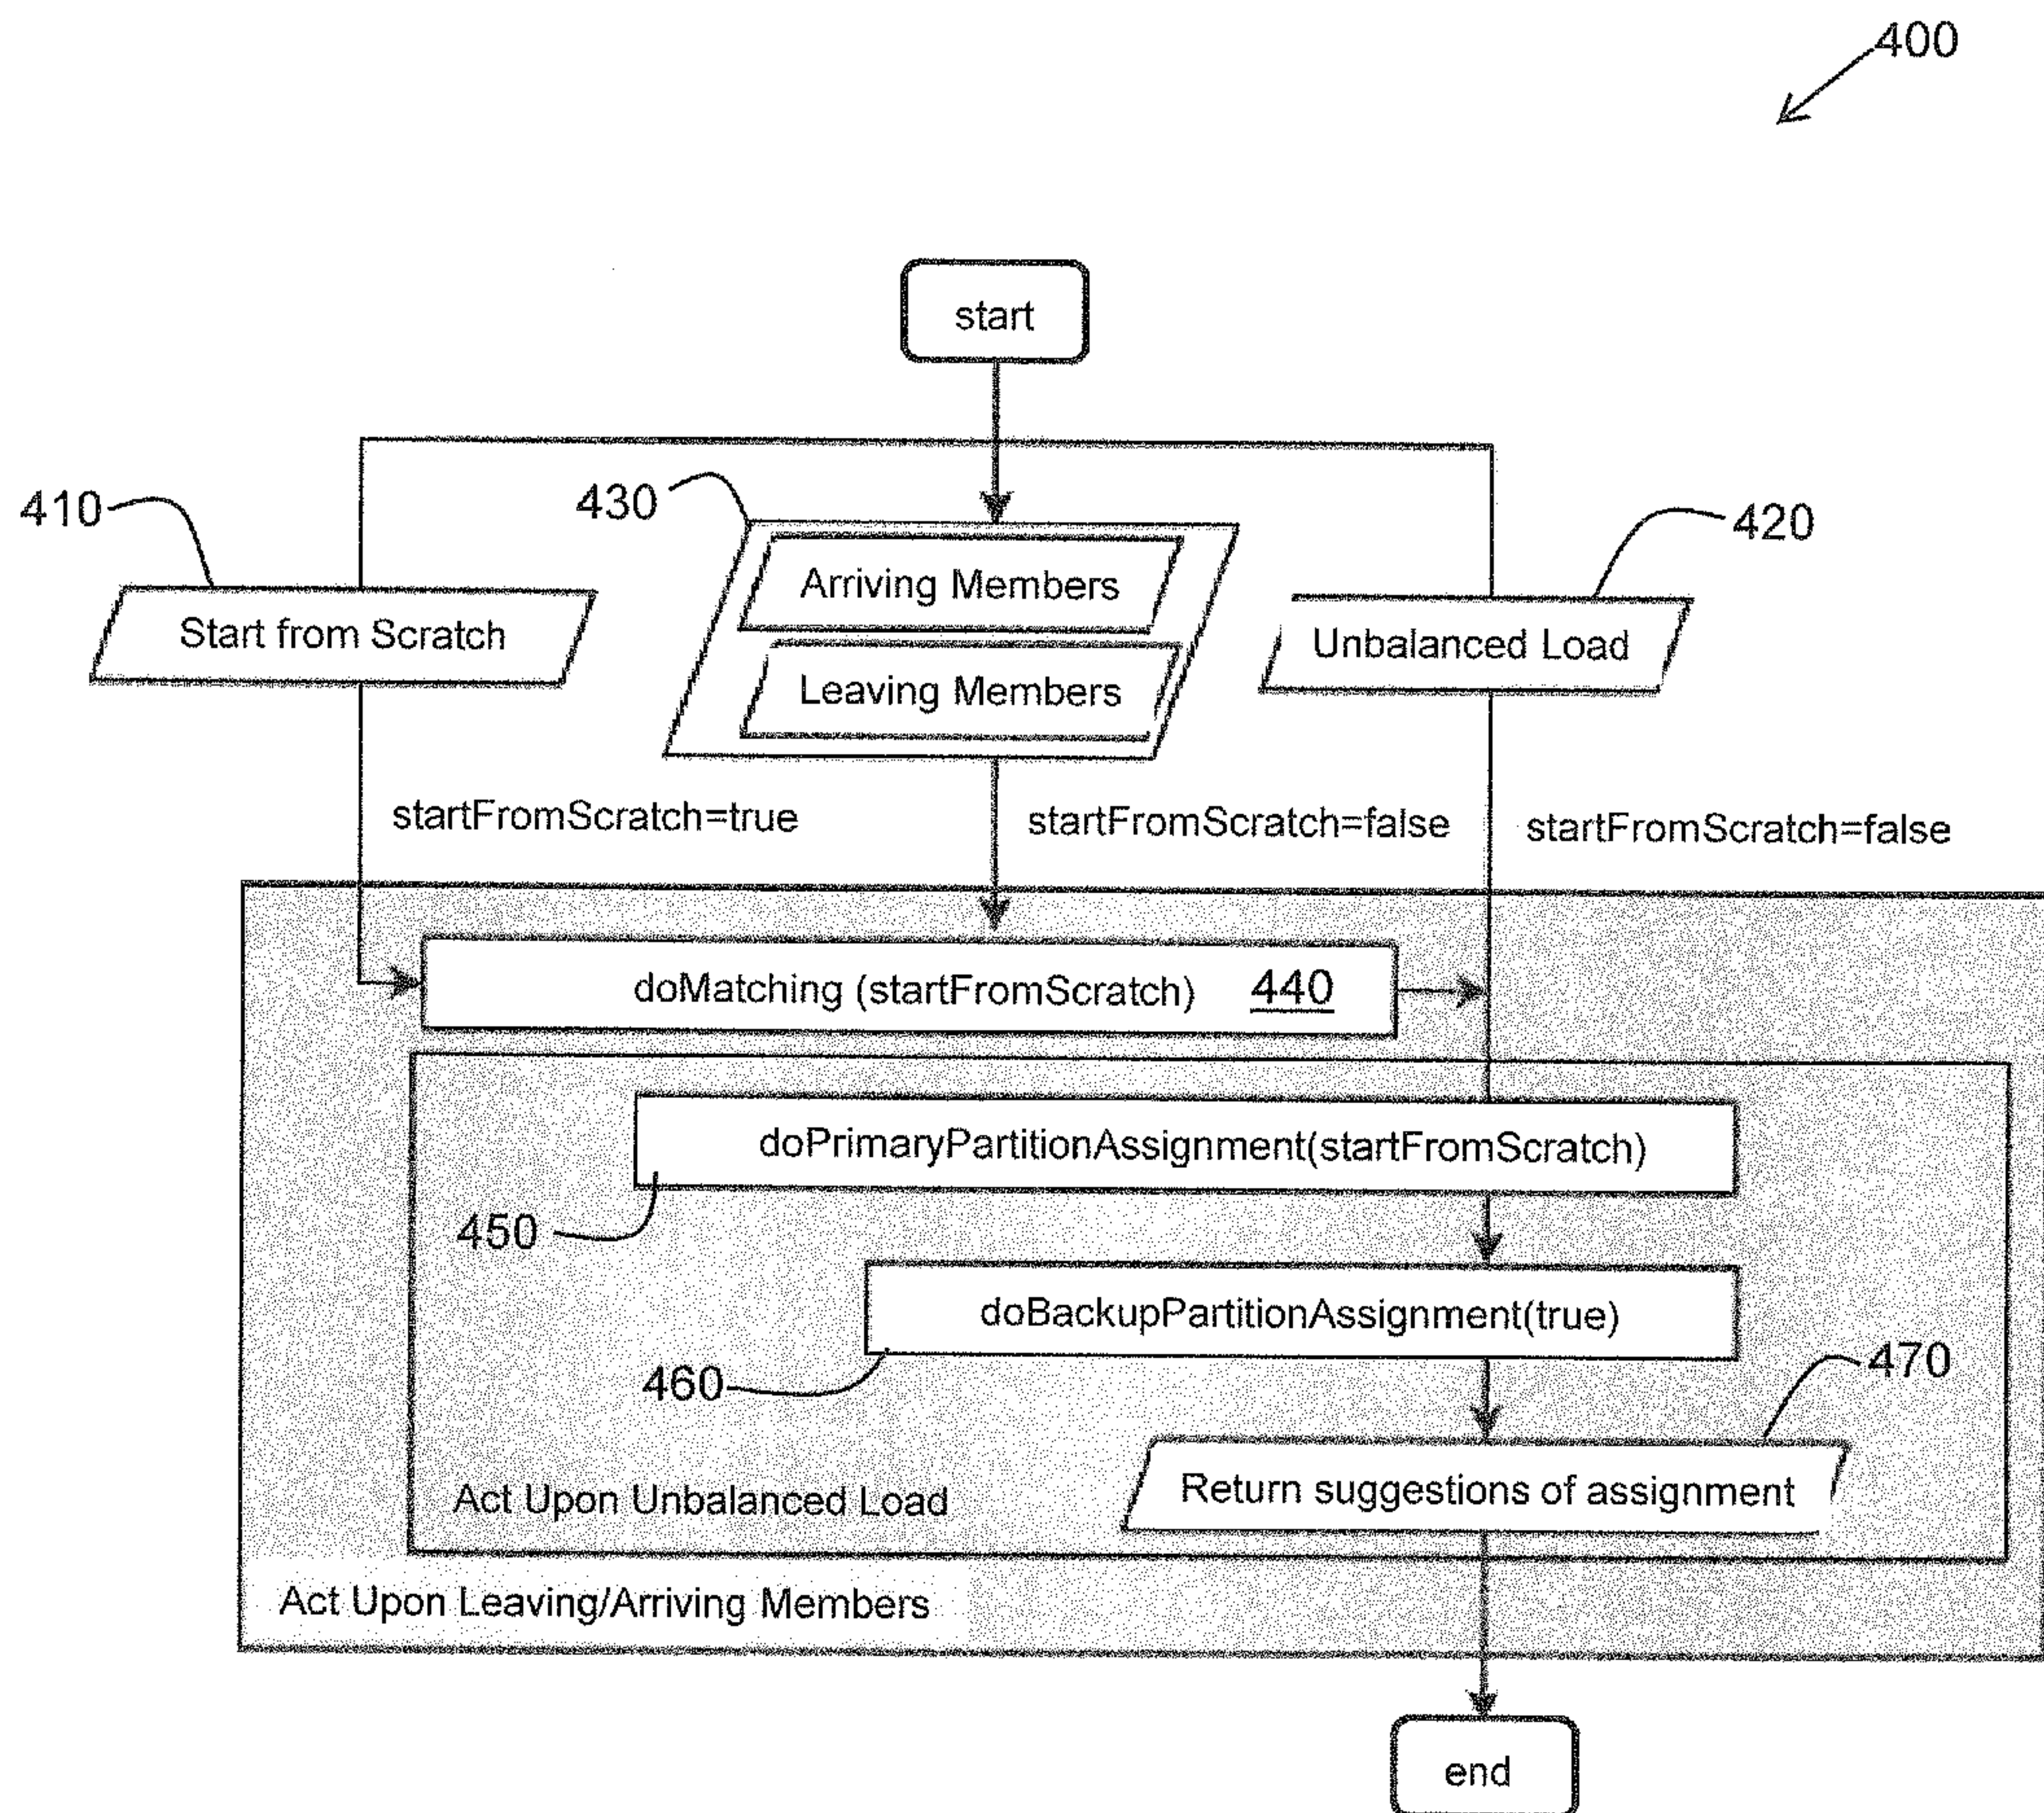 400
start
410
430
420
Arriving Members
Start from Scratch
Unbalanced Load
Leaving Members
startFromScratch=true
startFromScratch=false
startFromScratch=false
doMatching (startFromScratch) 440
doPrimaryPartitionAssignment(startFromScratch)
450
doBackupPartitionAssignment(true)
460
470
Return suggestions of assignment
Act Upon Unbalanced Load
Act Upon Leaving/Arriving Members
end